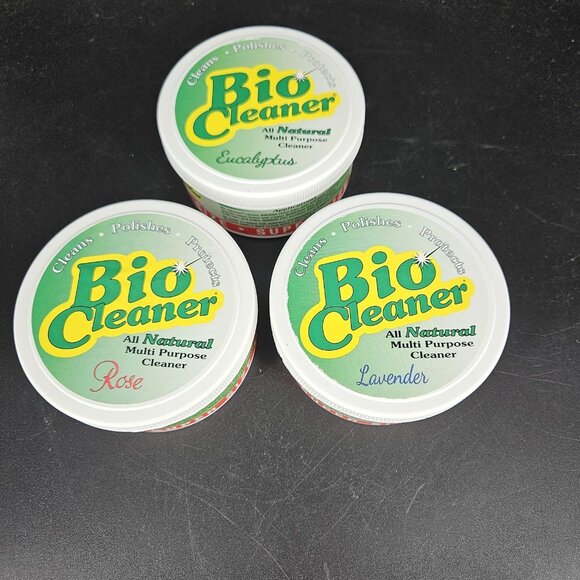 Cleans • Polishes • Protects
Bio
Cleaner
All Natural
Multi Purpose
Cleaner
Eucalyptus
Cleans • Polishes • Protects
Bio
Cleaner
All Natural
Multi Purpose
Cleaner
Rose
Cleans • Polishes • Protects
Bio
Cleaner
All Natural
Multi Purpose
Cleaner
Lavender